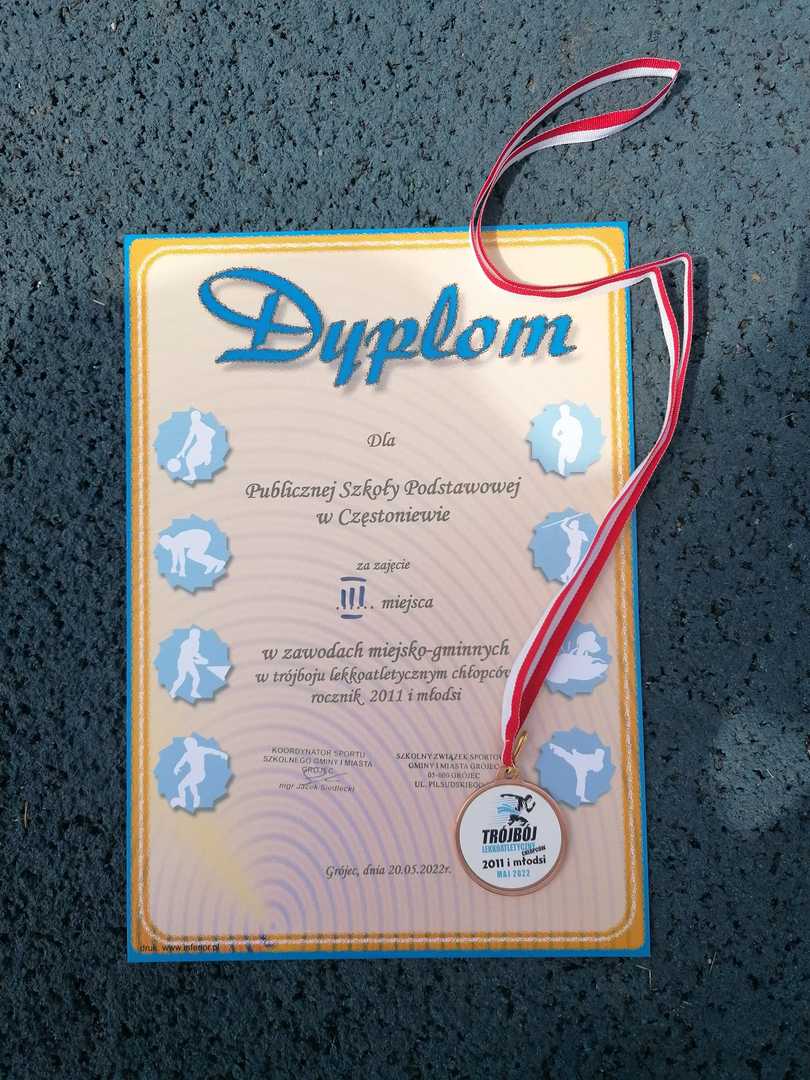 Dyplom
Dla
Publicznej Szkoły Podstawowej
w Częstoniewie
za zajęcie
...III... miejsca
w zawodach miejsko-gminnych
w trójboju lekkoatletycznym chłopców
rocznik 2011 i młodsi
KOORDYNATOR SPORTU
SZKOLNEGO GMINY I MIASTA
GRÓJEC
mgr Jacek Siedlecki
SZKOLNY ZWIĄZEK
GMINY I MIASTA GRÓJEC
05-600 GRÓJEC
UL. PIŁSUDSKIEGO
Grójec, dnia 20.05.2022r.
druk. www.inferior.pl
TRÓJBÓJ
LEKKOATLETYCZNY
CHŁOPCÓW
2011 i młodsi
MAJ 2022